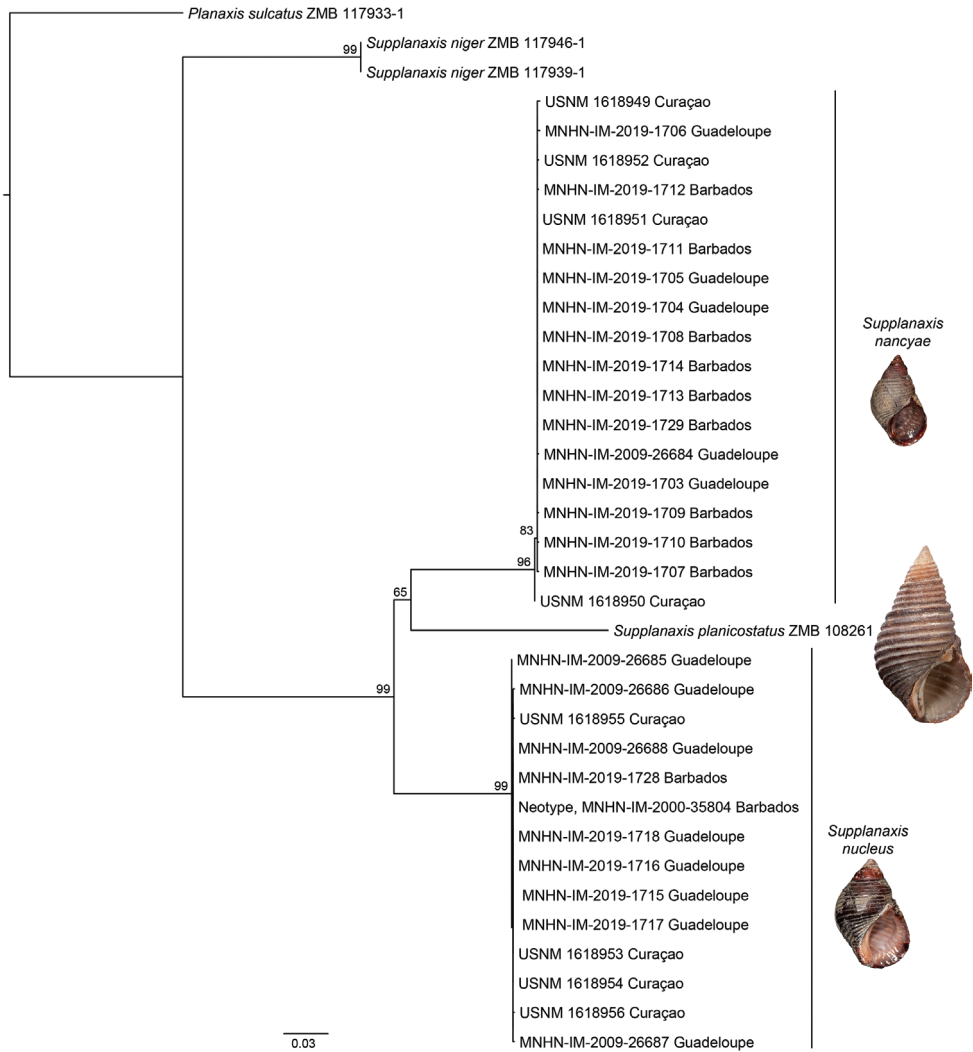 Planaxis sulcatus ZMB 117933-1
99
Supplanaxis niger ZMB 117946-1
Supplanaxis niger ZMB 117939-1
USNM 1618949 Curaçao
MNHN-IM-2019-1706 Guadeloupe
USNM 1618952 Curaçao
MNHN-IM-2019-1712 Barbados
USNM 1618951 Curaçao
MNHN-IM-2019-1711 Barbados
MNHN-IM-2019-1705 Guadeloupe
MNHN-IM-2019-1704 Guadeloupe
MNHN-IM-2019-1708 Barbados
MNHN-IM-2019-1714 Barbados
MNHN-IM-2019-1713 Barbados
MNHN-IM-2019-1729 Barbados
MNHN-IM-2009-26684 Guadeloupe
MNHN-IM-2019-1703 Guadeloupe
MNHN-IM-2019-1709 Barbados
MNHN-IM-2019-1710 Barbados
MNHN-IM-2019-1707 Barbados
USNM 1618950 Curaçao
Supplanaxis
nancyae
83
96
65
Supplanaxis planicostatus ZMB 108261
99
MNHN-IM-2009-26685 Guadeloupe
MNHN-IM-2009-26686 Guadeloupe
USNM 1618955 Curaçao
MNHN-IM-2009-26688 Guadeloupe
MNHN-IM-2019-1728 Barbados
Neotype, MNHN-IM-2000-35804 Barbados
MNHN-IM-2019-1718 Guadeloupe
MNHN-IM-2019-1716 Guadeloupe
MNHN-IM-2019-1715 Guadeloupe
MNHN-IM-2019-1717 Guadeloupe
USNM 1618953 Curaçao
USNM 1618954 Curaçao
USNM 1618956 Curaçao
MNHN-IM-2009-26687 Guadeloupe
99
Supplanaxis
nucleus
0.03